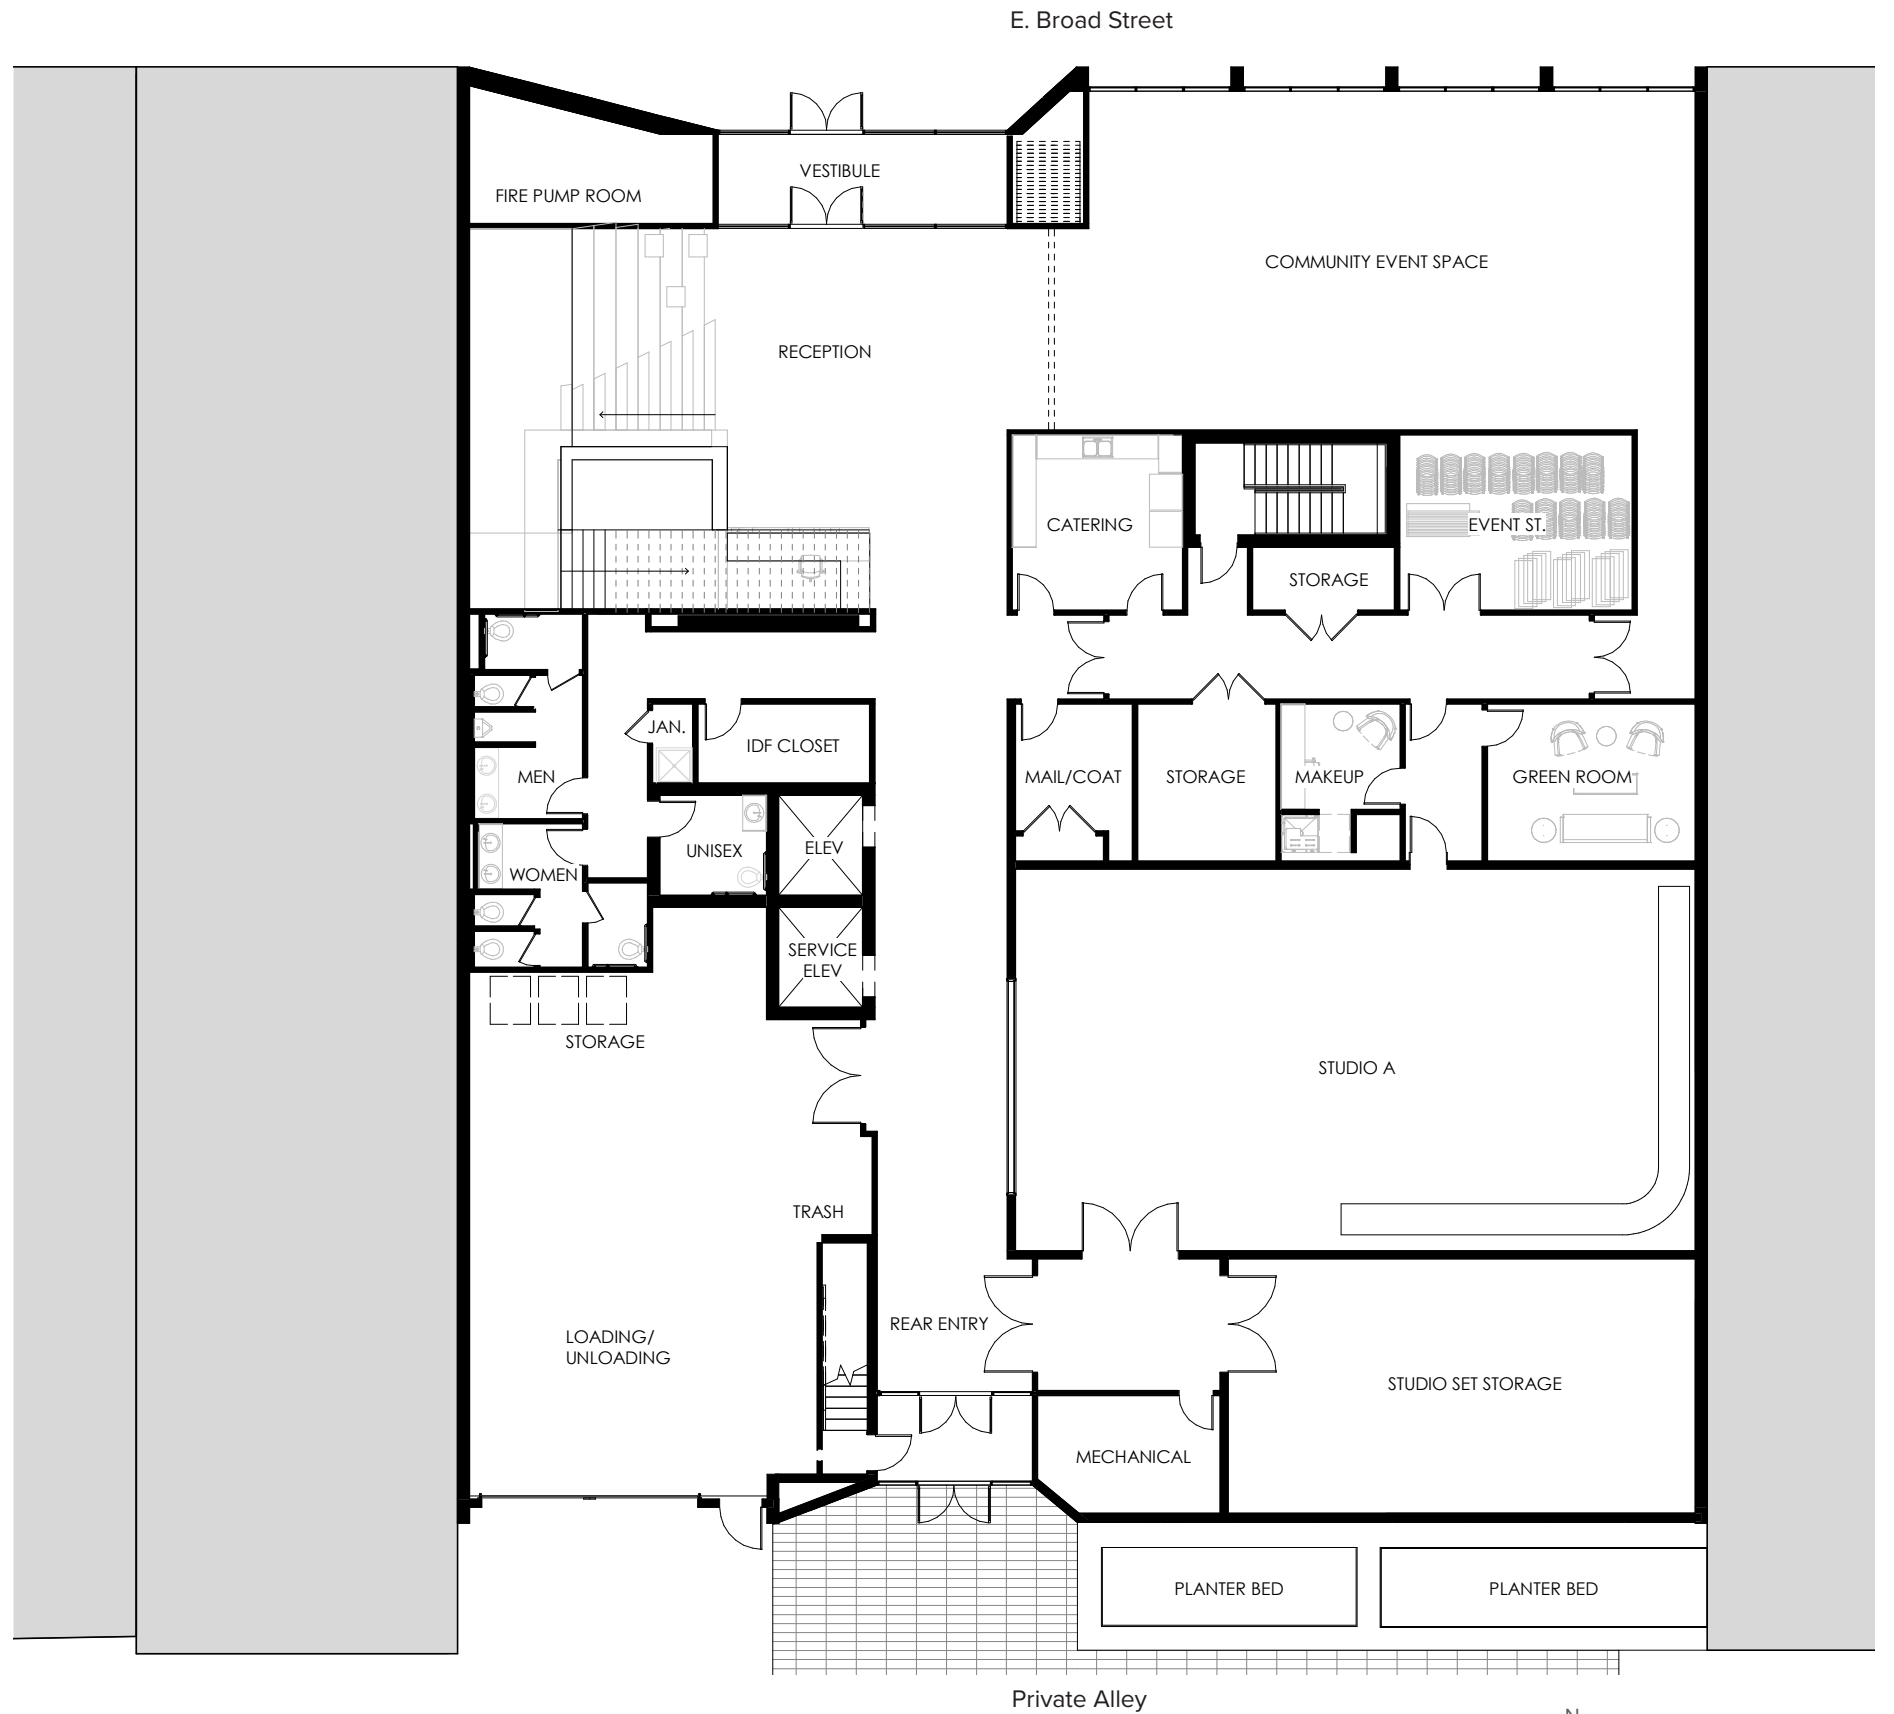 E. Broad Street
VESTIBULE
FIRE PUMP ROOM
COMMUNITY EVENT SPACE
RECEPTION
CATERING
EVENT ST.
STORAGE
JAN.
IDF CLOSET
MEN
MAIL/COAT
STORAGE
MAKEUP
GREEN ROOM
UNISEX
ELEV
WOMEN
SERVICE
ELEV
STORAGE
STUDIO A
TRASH
REAR ENTRY
LOADING/
UNLOADING
STUDIO SET STORAGE
MECHANICAL
PLANTER BED
PLANTER BED
Private Alley
N